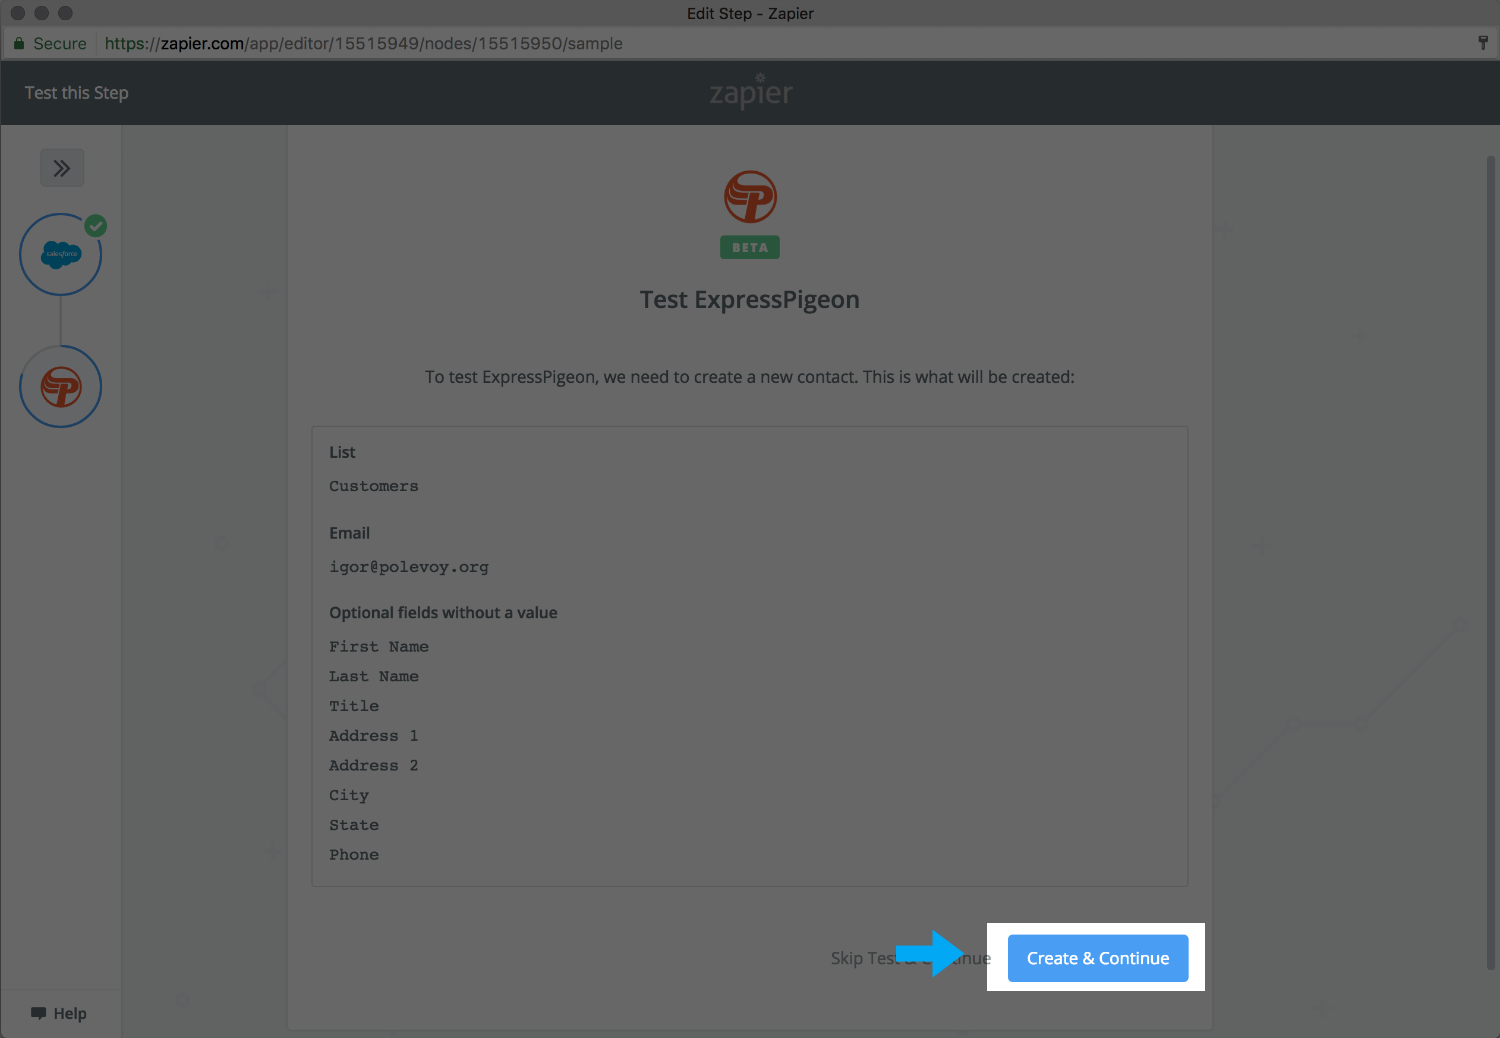 Edit Step - Zapier
Secure https://zapier.com/app/editor/15515949/nodes/15515950/sample
Test this Step
zapier
salesforce
BETA
Test ExpressPigeon
To test ExpressPigeon, we need to create a new contact. This is what will be created:
List
Customers
Email
igor@polevoy.org
Optional fields without a value
First Name
Last Name
Title
Address 1
Address 2
City
State
Phone
Skip Test & Continue
Create & Continue
Help